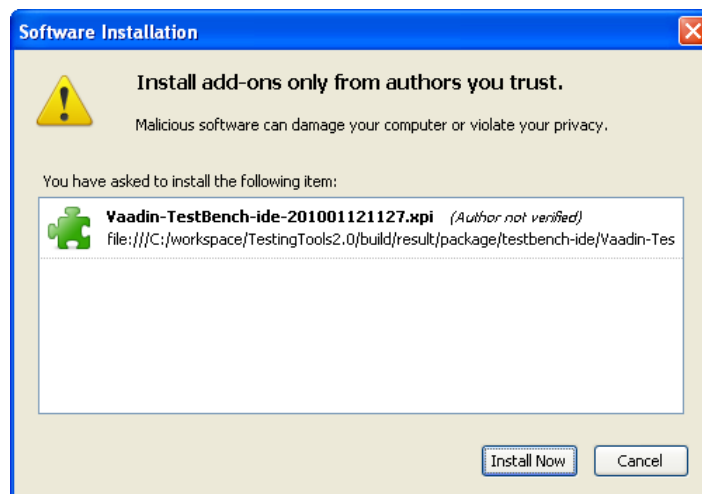 Software Installation
Install add-ons only from authors you trust.
Malicious software can damage your computer or violate your privacy.
You have asked to install the following item:
Vaadin-TestBench-ide-201001121127.xpi (Author not verified)
file:///C:/workspace/TestingTools2.0/build/result/package/testbench-ide/Vaadin-Tes
Install Now Cancel